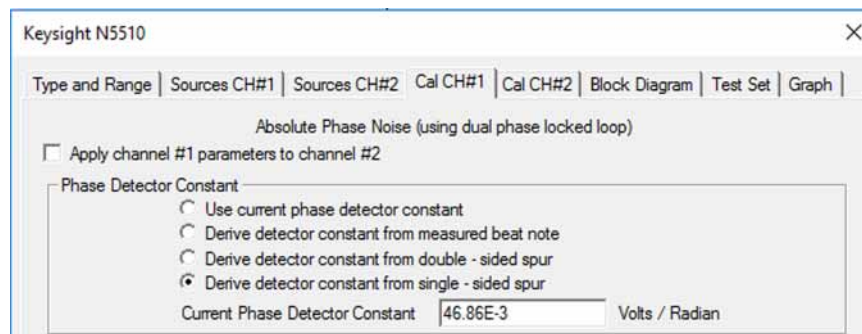 Keysight N5510
Type and Range Sources CH#1 Sources CH#2 Cal CH#1 Cal CH#2 Block Diagram Test Set Graph
Absolute Phase Noise (using dual phase locked loop)
Apply channel #1 parameters to channel #2
Phase Detector Constant
Use current phase detector constant
Derive detector constant from measured beat note
Derive detector constant from double - sided spur
Derive detector constant from single - sided spur
Current Phase Detector Constant 46.86E-3 Volts / Radian